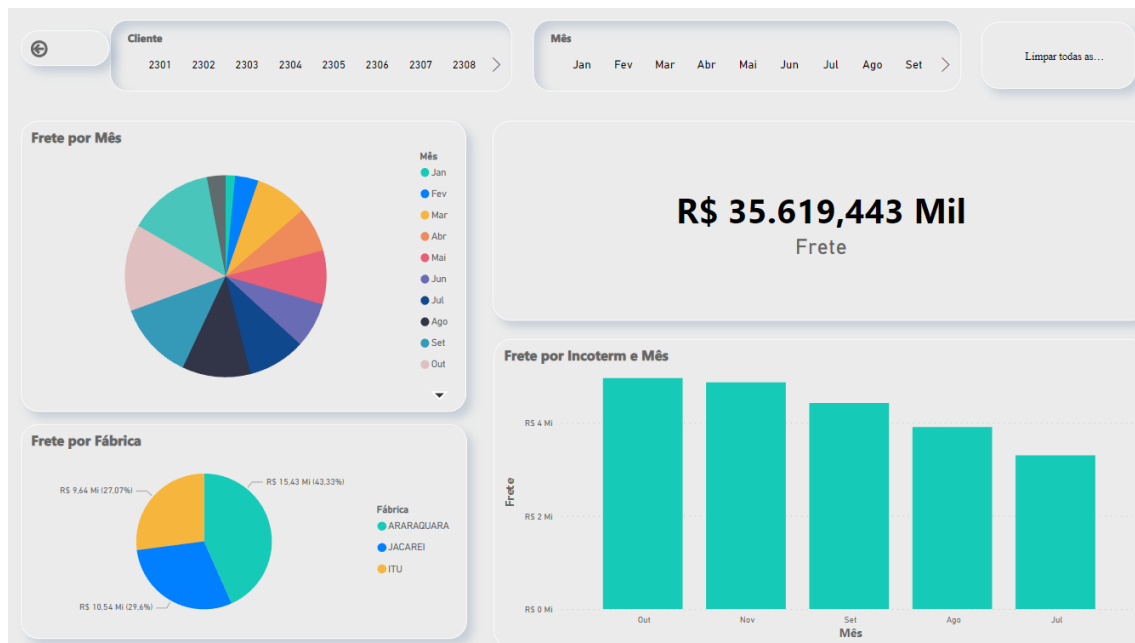 Cliente
2301 2302 2303 2304 2305 2306 2307 2308
Mês
Jan Fev Mar Abr Mai Jun Jul Ago Set
Limpar todas as...
Frete por Mês
Mês
Jan
Fev
Mar
Abr
Mai
Jun
Jul
Ago
Set
Out
R$ 35.619,443 Mil
Frete
Frete por Fábrica
R$ 9,64 Mi (27,07%)
R$ 15,43 Mi (43,33%)
R$ 10,54 Mi (29,6%)
Fábrica
ARARAQUARA
JACAREI
ITU
Frete por Incoterm e Mês
Frete
R$ 4 Mi
R$ 2 Mi
R$ 0 Mi
Out Nov Set Ago Jul
Mês